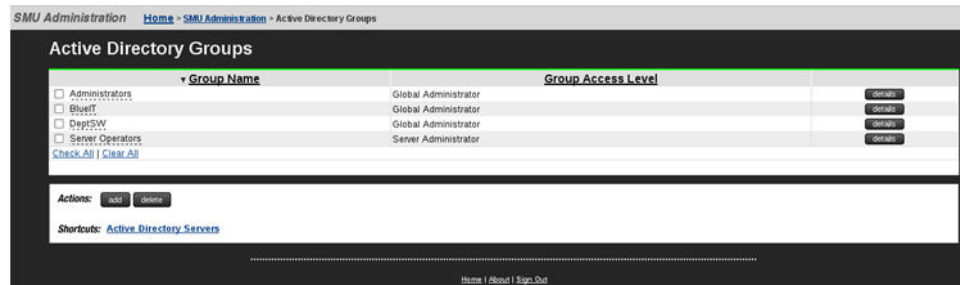 SMU Administration Home > SMU Administration > Active Directory Groups
Active Directory Groups
▼ Group Name Group Access Level
Administrators Global Administrator details
BlueIT Global Administrator details
DeptSW Global Administrator details
Server Operators Server Administrator details
Check All | Clear All
Actions: add delete
Shortcuts: Active Directory Servers
Home | About | Sign Out